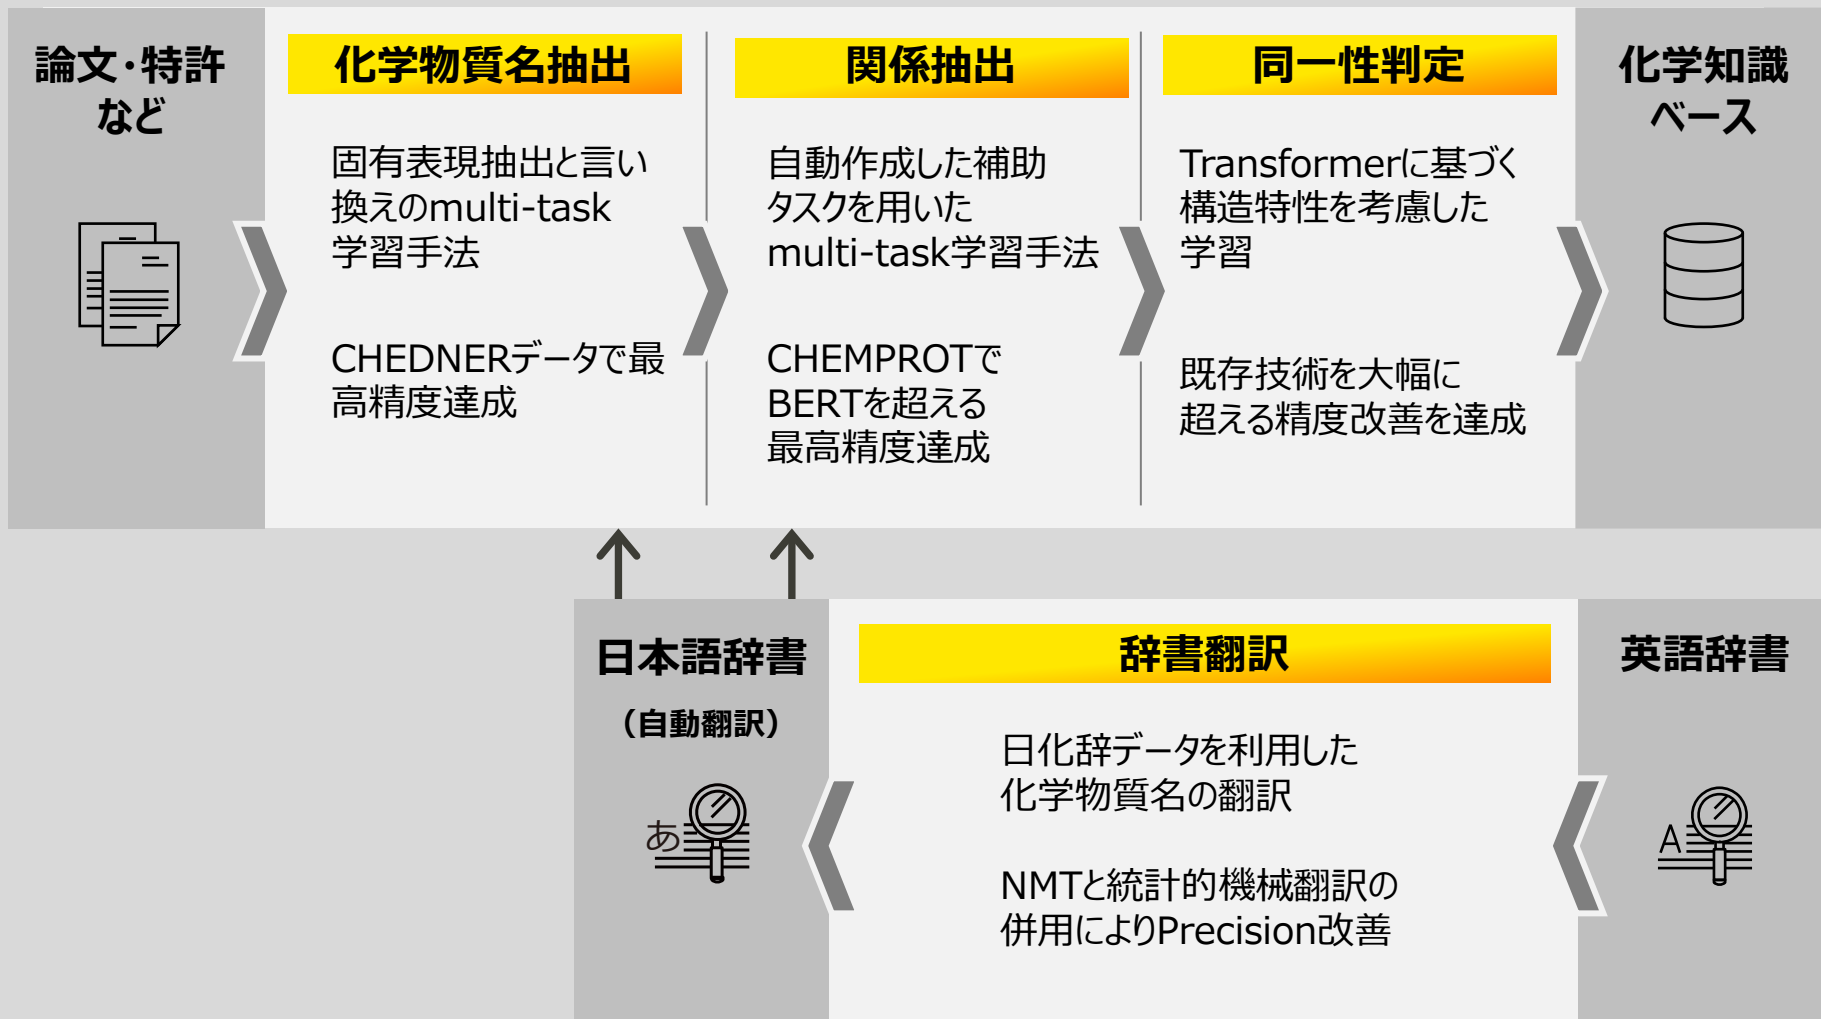 論文・特許
など
化学物質名抽出
固有表現抽出と言い
換えのmulti-task
学習手法
CHEDNERデータで最
高精度達成
関係抽出
自動作成した補助
タスクを用いた
multi-task学習手法
CHEMPROTで
BERTを超える
最高精度達成
同一性判定
Transformerに基づく
構造特性を考慮した
学習
既存技術を大幅に
超える精度改善を達成
化学知識
ベース
日本語辞書
（自動翻訳）
あ
辞書翻訳
日化辞データを利用した
化学物質名の翻訳
NMTと統計的機械翻訳の
併用によりPrecision改善
英語辞書
A